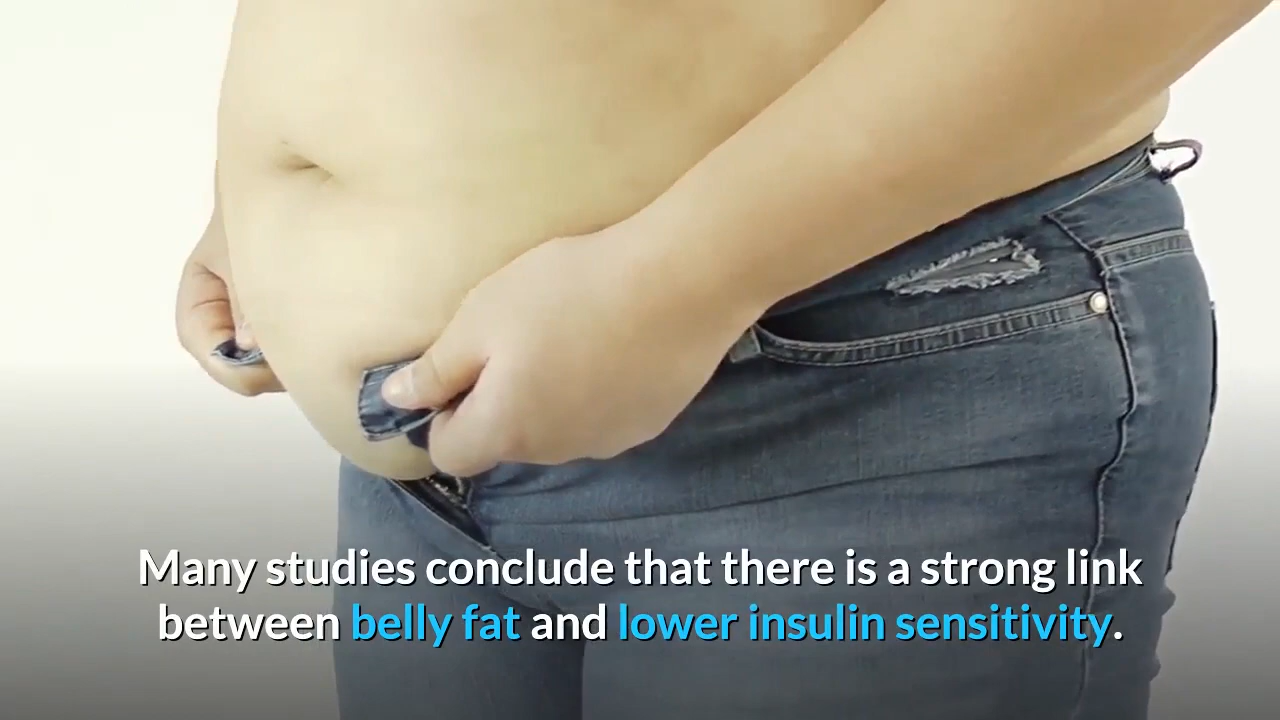 Many studies conclude that there is a strong link
between belly fat and lower insulin sensitivity.